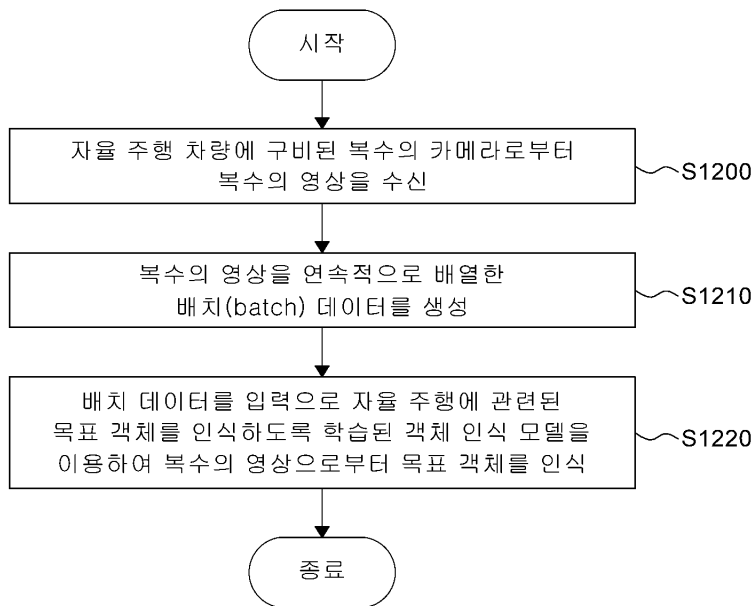 시작
자율 주행 차량에 구비된 복수의 카메라로부터
복수의 영상을 수신
S1200
복수의 영상을 연속적으로 배열한
배치(batch) 데이터를 생성
S1210
배치 데이터를 입력으로 자율 주행에 관련된
목표 객체를 인식하도록 학습된 객체 인식 모델을
이용하여 복수의 영상으로부터 목표 객체를 인식
S1220
종료